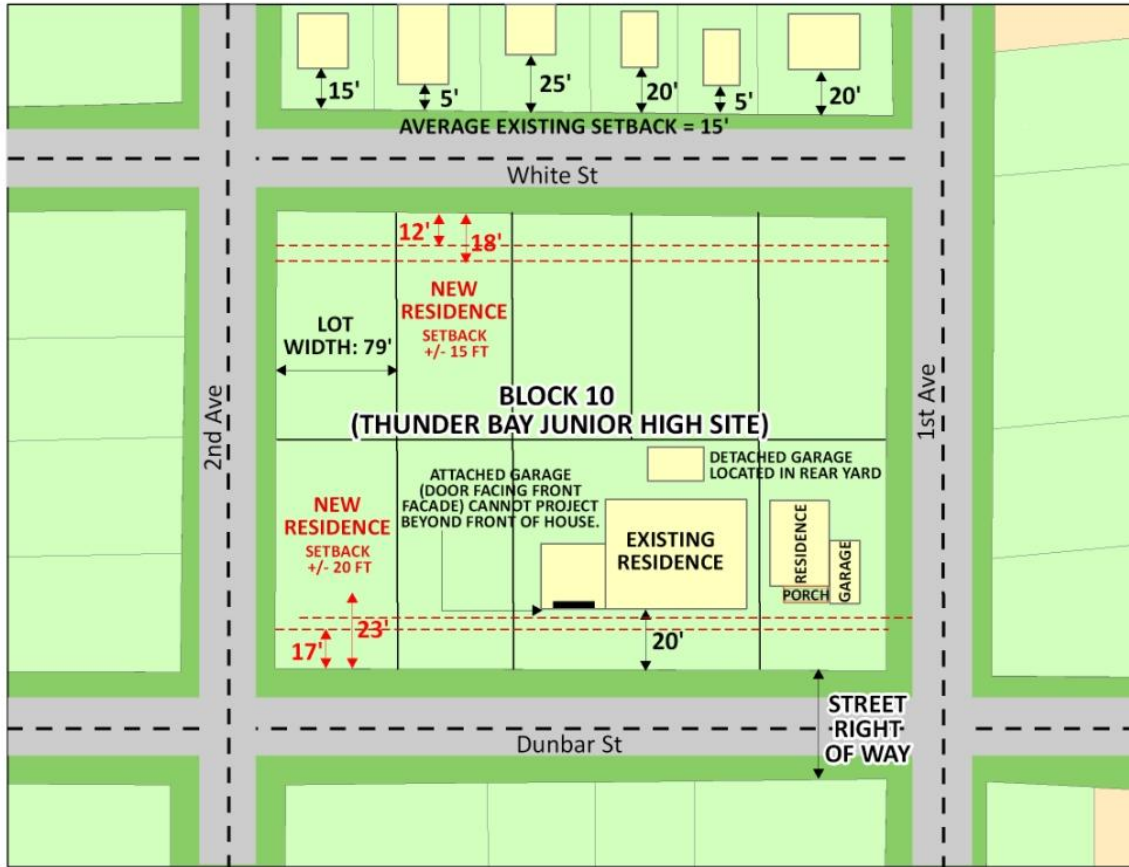 15'
5'
25'
20'
5'
20'
AVERAGE EXISTING SETBACK = 15'
White St
12'
18'
NEW
RESIDENCE
SETBACK
+/- 15 FT
LOT
WIDTH: 79'
BLOCK 10
(THUNDER BAY JUNIOR HIGH SITE)
2nd Ave
1st Ave
ATTACHED GARAGE
(DOOR FACING FRONT
FACADE) CANNOT PROJECT
BEYOND FRONT OF HOUSE.
DETACHED GARAGE
LOCATED IN REAR YARD
NEW
RESIDENCE
SETBACK
+/- 20 FT
EXISTING
RESIDENCE
RESIDENCE
PORCH
GARAGE
23'
17'
20'
STREET
RIGHT
OF WAY
Dunbar St